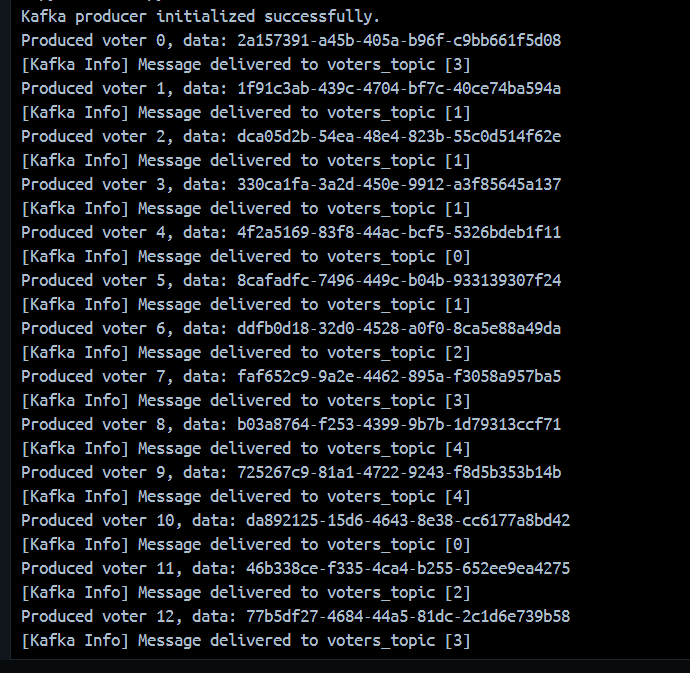 Kafka producer initialized successfully.
Produced voter 0, data: 2a157391-a45b-405a-b96f-c9bb661f5d08
[Kafka Info] Message delivered to voters_topic [3]
Produced voter 1, data: 1f91c3ab-439c-4704-bf7c-40ce74ba594a
[Kafka Info] Message delivered to voters_topic [1]
Produced voter 2, data: dca05d2b-54ea-48e4-823b-55c0d514f62e
[Kafka Info] Message delivered to voters_topic [1]
Produced voter 3, data: 330ca1fa-3a2d-450e-9912-a3f85645a137
[Kafka Info] Message delivered to voters_topic [1]
Produced voter 4, data: 4f2a5169-83f8-44ac-bcf5-5326bdeb1f11
[Kafka Info] Message delivered to voters_topic [0]
Produced voter 5, data: 8cafadfc-7496-449c-b04b-933139307f24
[Kafka Info] Message delivered to voters_topic [1]
Produced voter 6, data: ddfb0d18-32d0-4528-a0f0-8ca5e88a49da
[Kafka Info] Message delivered to voters_topic [2]
Produced voter 7, data: faf652c9-9a2e-4462-895a-f3058a957ba5
[Kafka Info] Message delivered to voters_topic [3]
Produced voter 8, data: b03a8764-f253-4399-9b7b-1d79313ccf71
[Kafka Info] Message delivered to voters_topic [4]
Produced voter 9, data: 725267c9-81a1-4722-9243-f8d5b353b14b
[Kafka Info] Message delivered to voters_topic [4]
Produced voter 10, data: da892125-15d6-4643-8e38-cc6177a8bd42
[Kafka Info] Message delivered to voters_topic [0]
Produced voter 11, data: 46b338ce-f335-4ca4-b255-652ee9ea4275
[Kafka Info] Message delivered to voters_topic [2]
Produced voter 12, data: 77b5df27-4684-44a5-81dc-2c1d6e739b58
[Kafka Info] Message delivered to voters_topic [3]